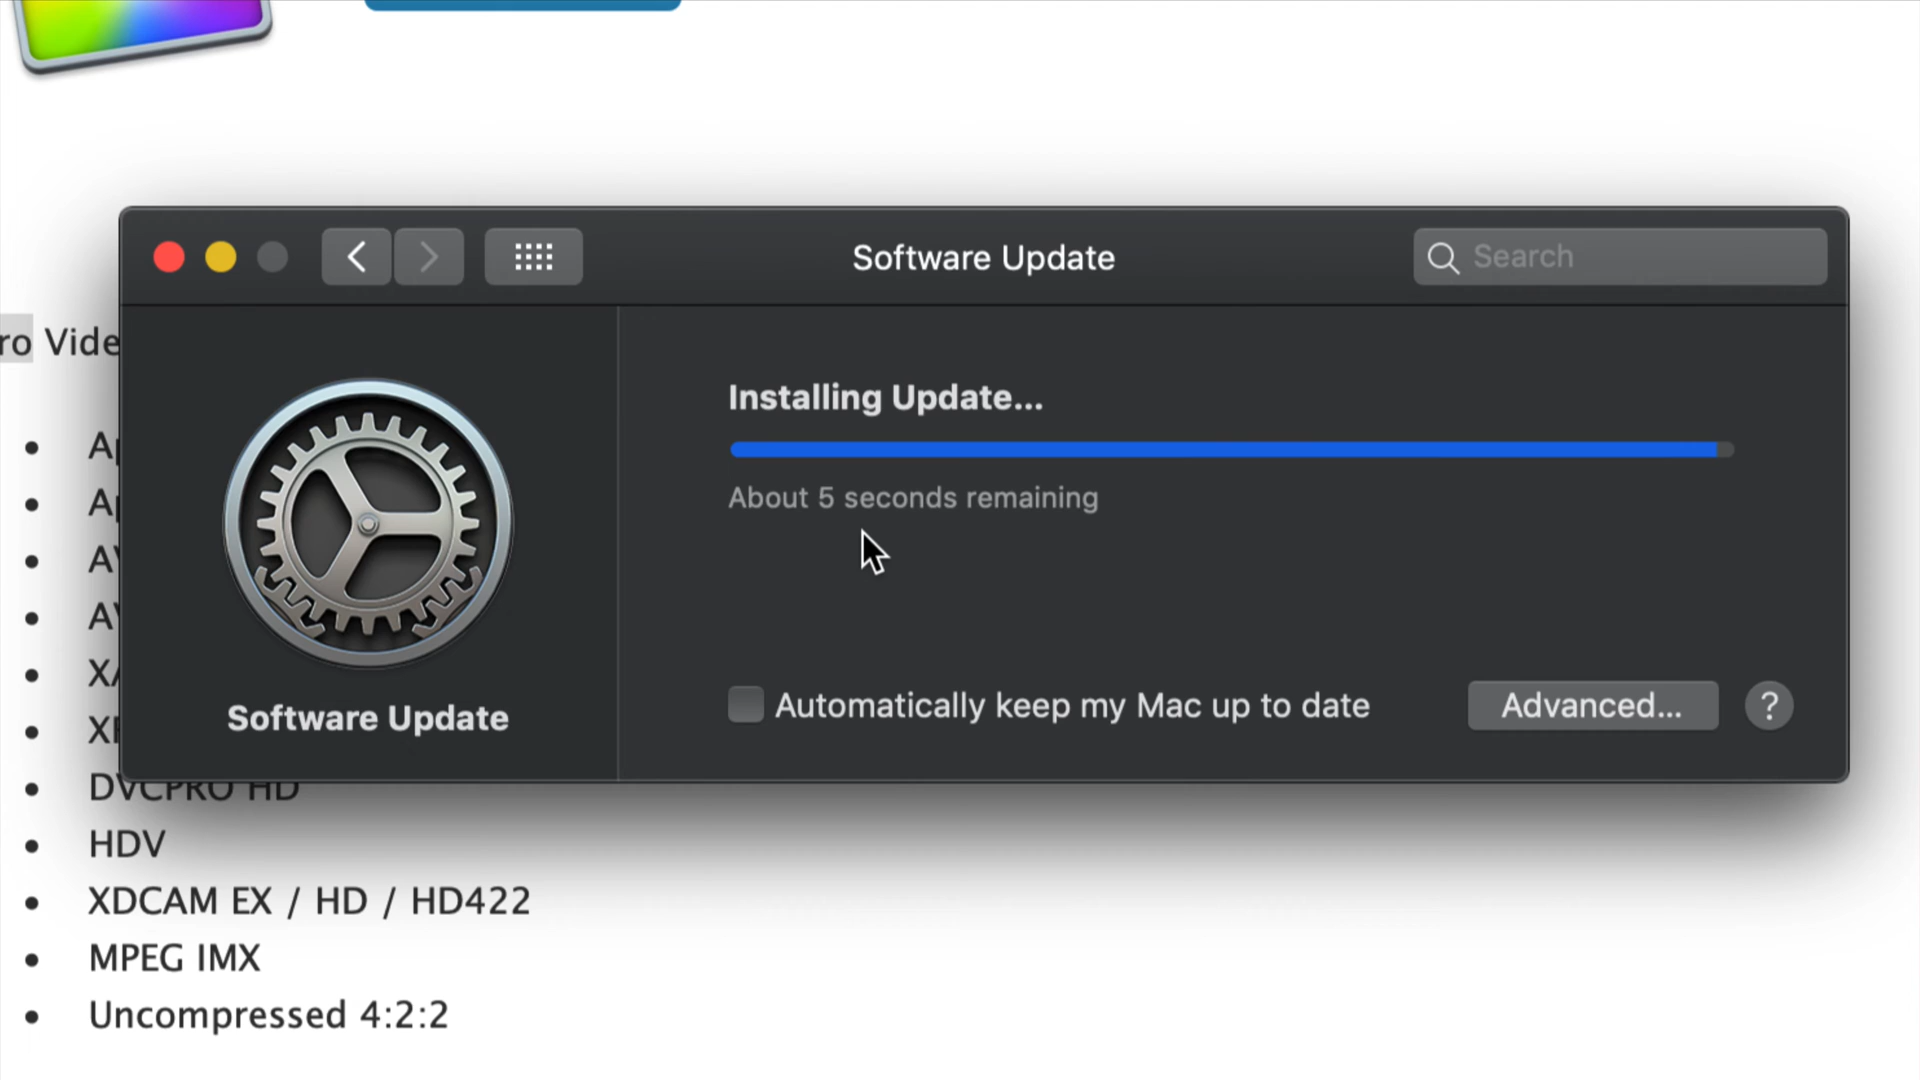 Software Update
Search
ro Vide
Installing Update...
About 5 seconds remaining
Automatically keep my Mac up to date
Advanced...
?
Software Update
DVCPRO HD
HDV
XDCAM EX / HD / HD422
MPEG IMX
Uncompressed 4:2:2